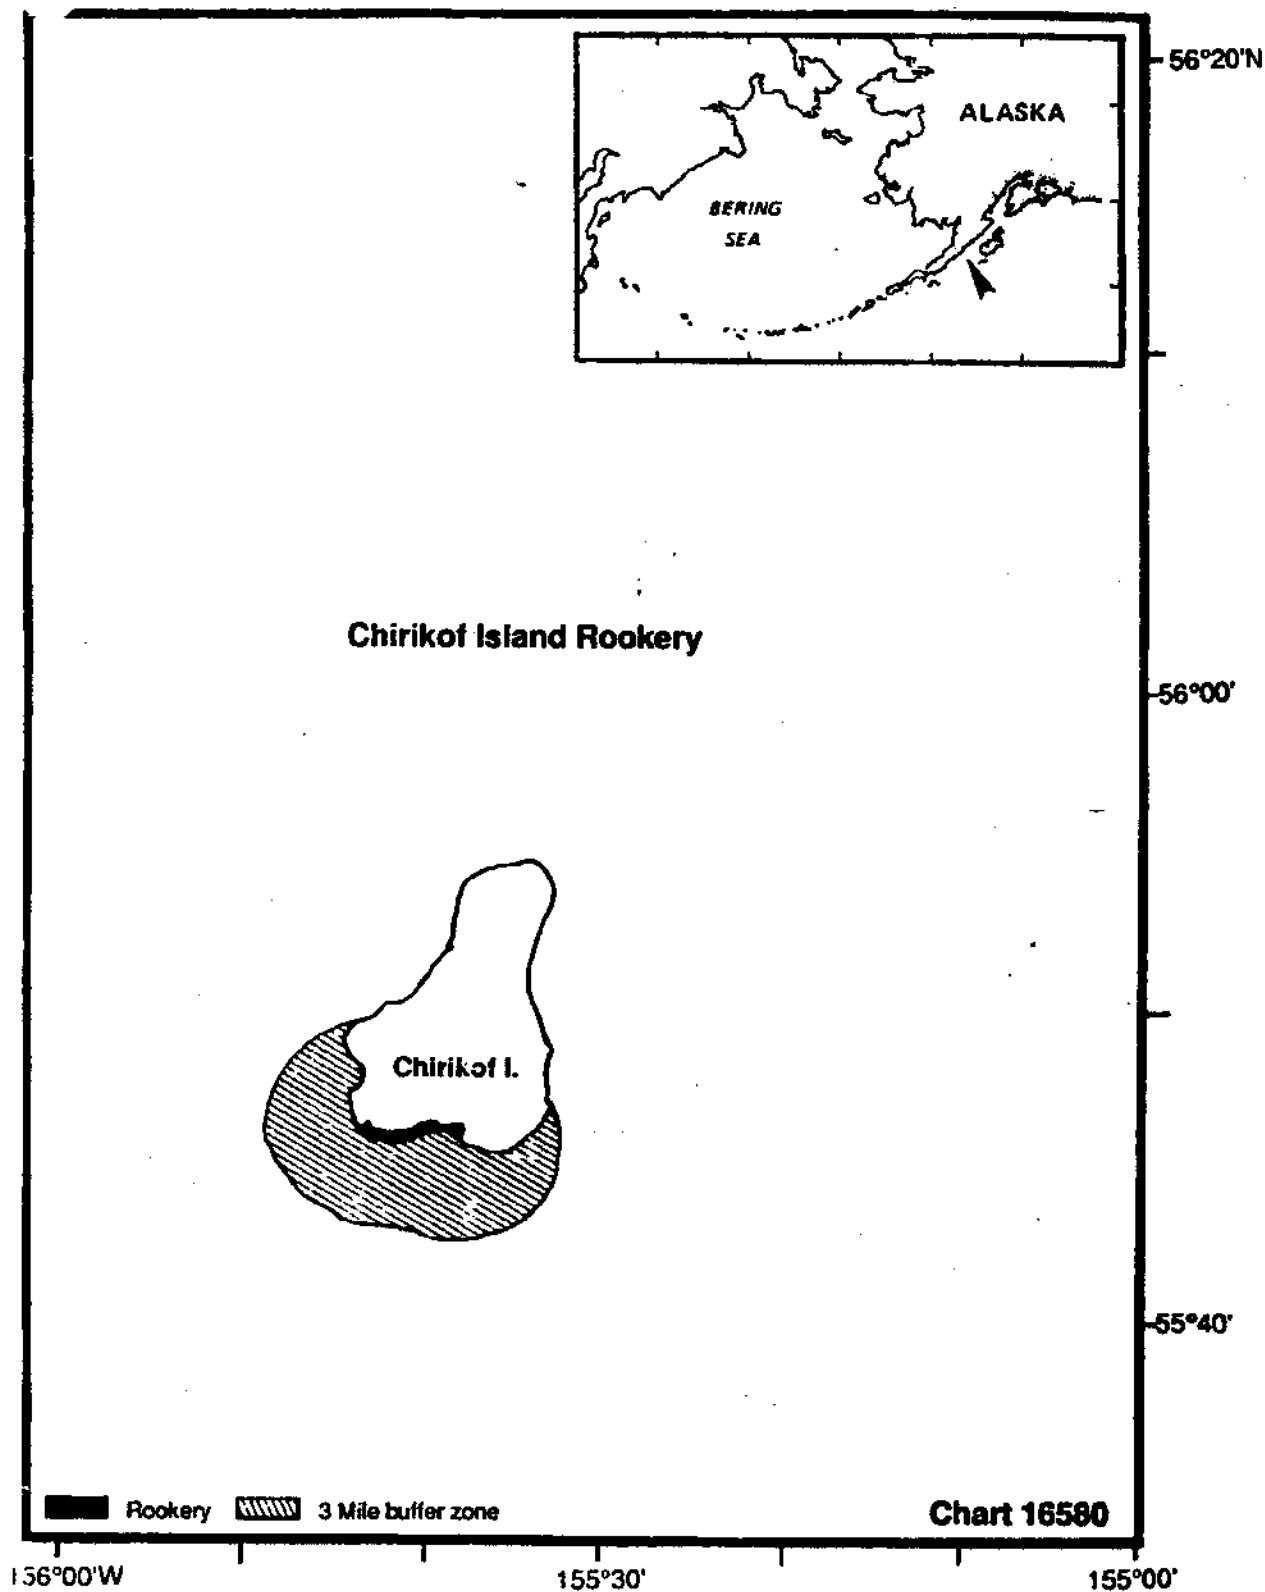 56°20'N
ALASKA
BERING
SEA
Chirikof Island Rookery
56°00'
Chirikof I.
55°40'
Rookery
3 Mile buffer zone
Chart 16580
156°00'W
155°30'
155°00'